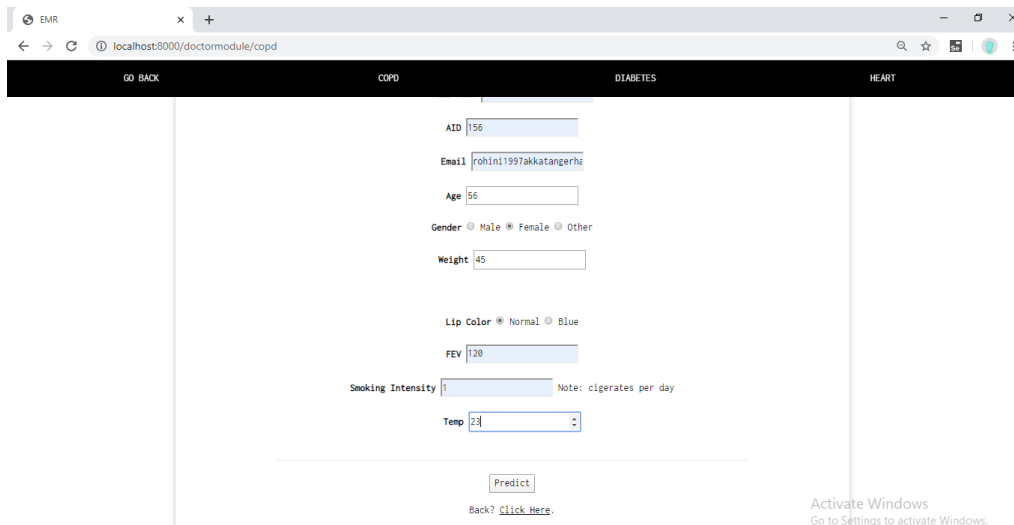 EMR
localhost:8000/doctormodule/copd
GO BACK COPD DIABETES HEART
AID 156
Email rohini1997akkatangerha
Age 56
Gender Male Female Other
Weight 45
Lip Color Normal Blue
FEV 120
Smoking Intensity 1 Note: cigerates per day
Temp 23
Predict
Back? Click Here.
Activate Windows
Go to Settings to activate Windows.